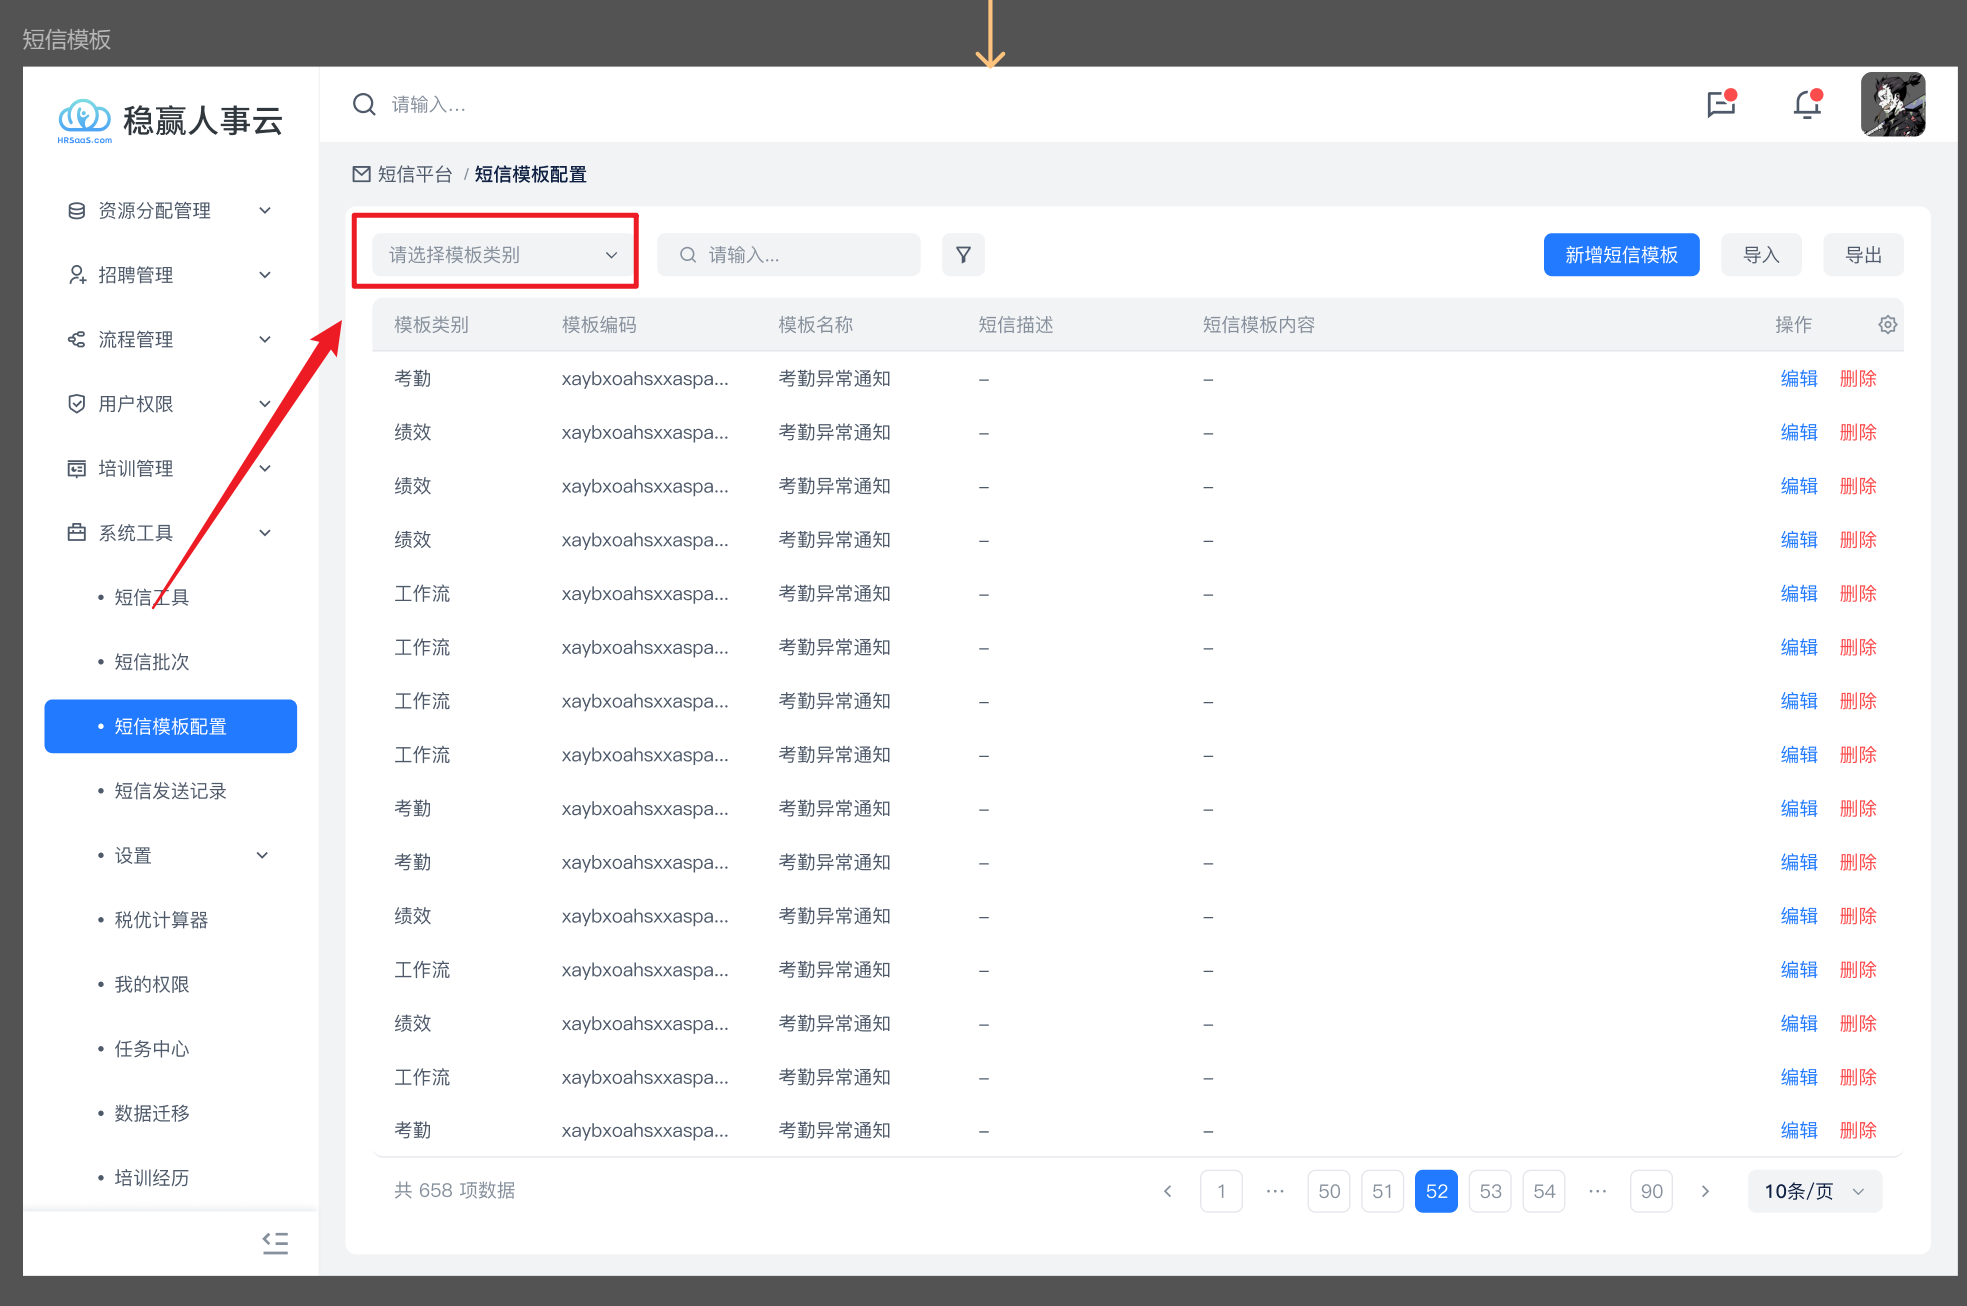 短信模板
稳赢人事云
HRSaaS.com
请输入...
资源分配管理
招聘管理
流程管理
用户权限
培训管理
系统工具
短信工具
短信批次
短信模板配置
短信发送记录
设置
税优计算器
我的权限
任务中心
数据迁移
培训经历
短信平台 / 短信模板配置
请选择模板类别 请输入... 新增短信模板 导入 导出
模板类别 模板编码 模板名称 短信描述 短信模板内容 操作
考勤 xaybxoahsxxaspa... 考勤异常通知 – – 编辑 删除
绩效 xaybxoahsxxaspa... 考勤异常通知 – – 编辑 删除
绩效 xaybxoahsxxaspa... 考勤异常通知 – – 编辑 删除
绩效 xaybxoahsxxaspa... 考勤异常通知 – – 编辑 删除
工作流 xaybxoahsxxaspa... 考勤异常通知 – – 编辑 删除
工作流 xaybxoahsxxaspa... 考勤异常通知 – – 编辑 删除
工作流 xaybxoahsxxaspa... 考勤异常通知 – – 编辑 删除
工作流 xaybxoahsxxaspa... 考勤异常通知 – – 编辑 删除
考勤 xaybxoahsxxaspa... 考勤异常通知 – – 编辑 删除
考勤 xaybxoahsxxaspa... 考勤异常通知 – – 编辑 删除
绩效 xaybxoahsxxaspa... 考勤异常通知 – – 编辑 删除
工作流 xaybxoahsxxaspa... 考勤异常通知 – – 编辑 删除
绩效 xaybxoahsxxaspa... 考勤异常通知 – – 编辑 删除
工作流 xaybxoahsxxaspa... 考勤异常通知 – – 编辑 删除
考勤 xaybxoahsxxaspa... 考勤异常通知 – – 编辑 删除
共 658 项数据 1 ··· 50 51 52 53 54 ··· 90 10条/页